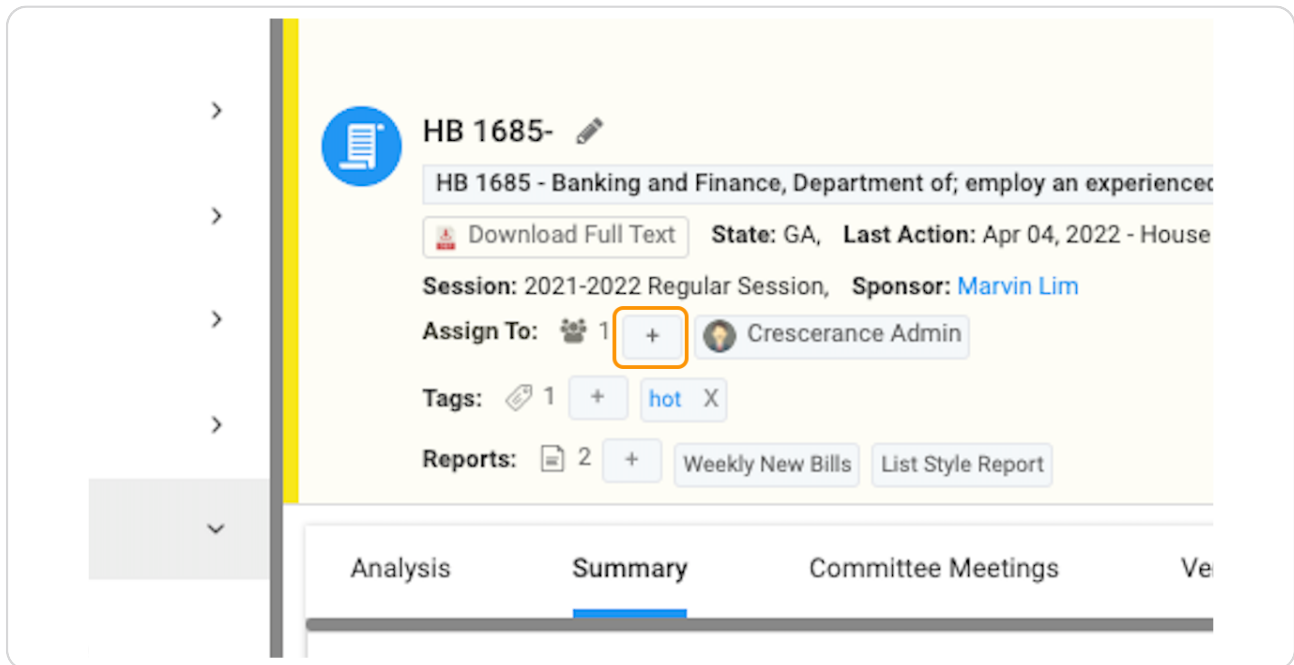 HB 1685-
HB 1685 - Banking and Finance, Department of; employ an experienced
Download Full Text State: GA, Last Action: Apr 04, 2022 - House
Session: 2021-2022 Regular Session, Sponsor: Marvin Lim
Assign To: 1 + Crescerance Admin
Tags: 1 + hot X
Reports: 2 + Weekly New Bills List Style Report
Analysis Summary Committee Meetings